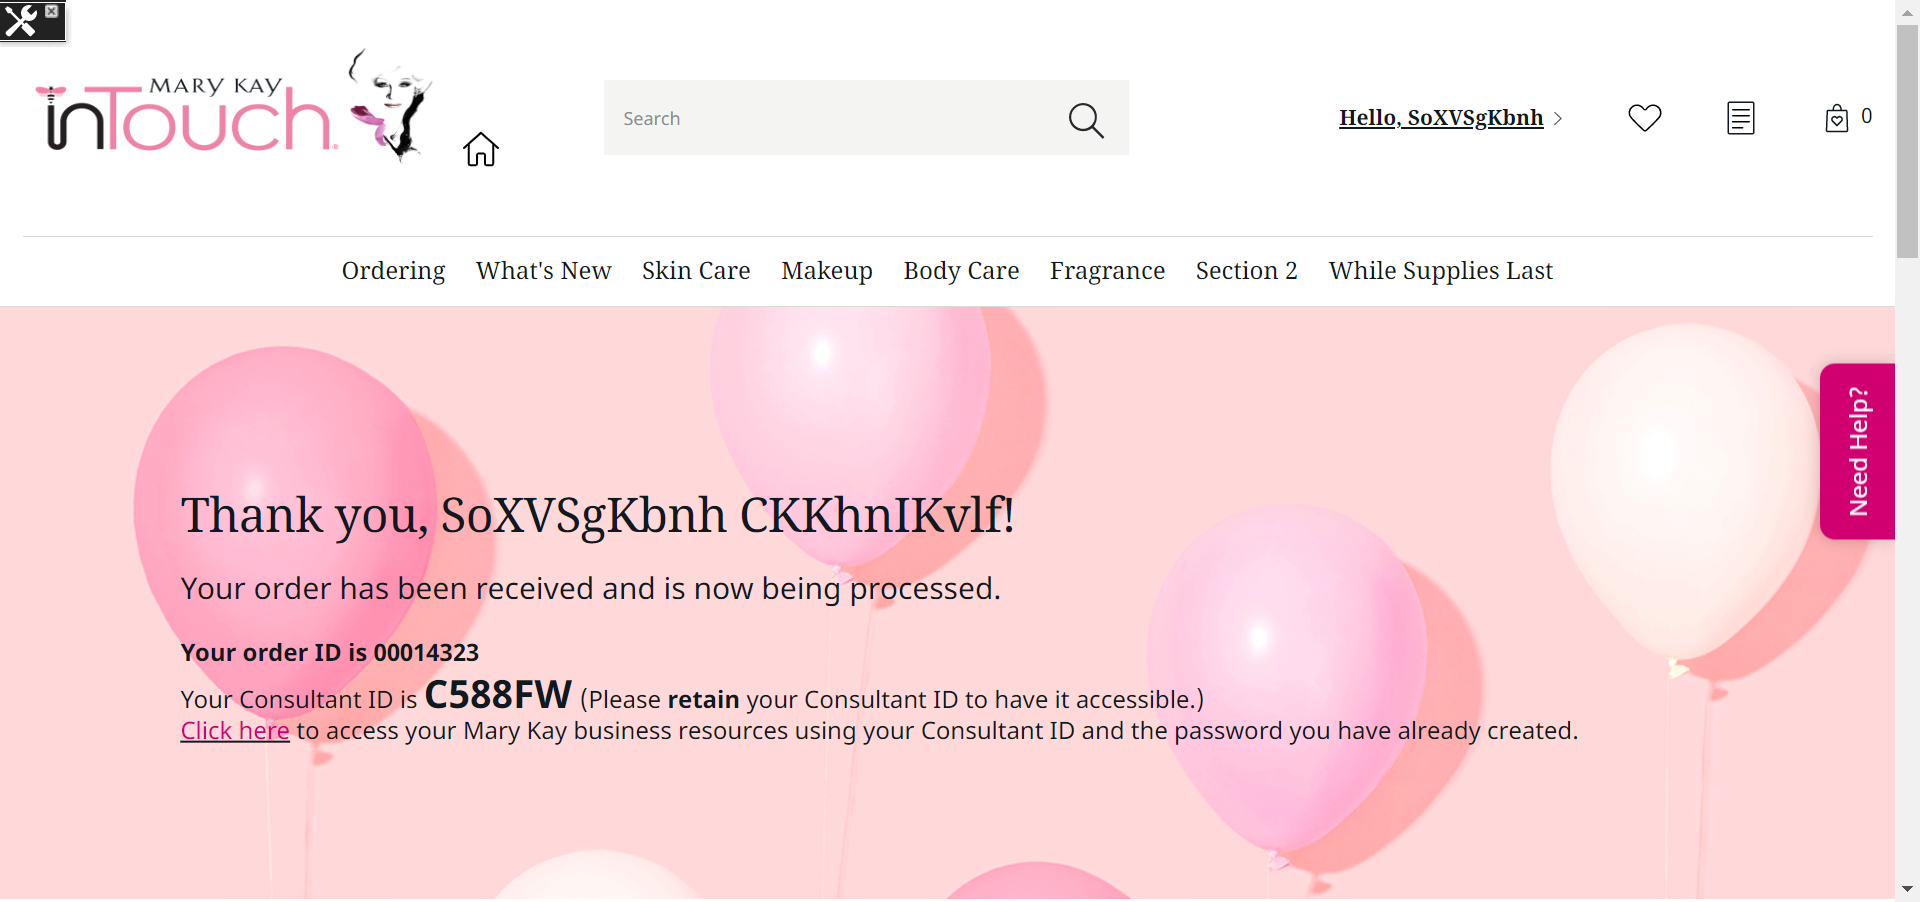 MARY KAY
inTouch.
Search
Hello, SoXVSgKbnh
0
Ordering What's New Skin Care Makeup Body Care Fragrance Section 2 While Supplies Last
Need Help?
Thank you, SoXVSgKbnh CKKhnIKvlf!
Your order has been received and is now being processed.
Your order ID is 00014323
Your Consultant ID is C588FW (Please retain your Consultant ID to have it accessible.)
Click here to access your Mary Kay business resources using your Consultant ID and the password you have already created.